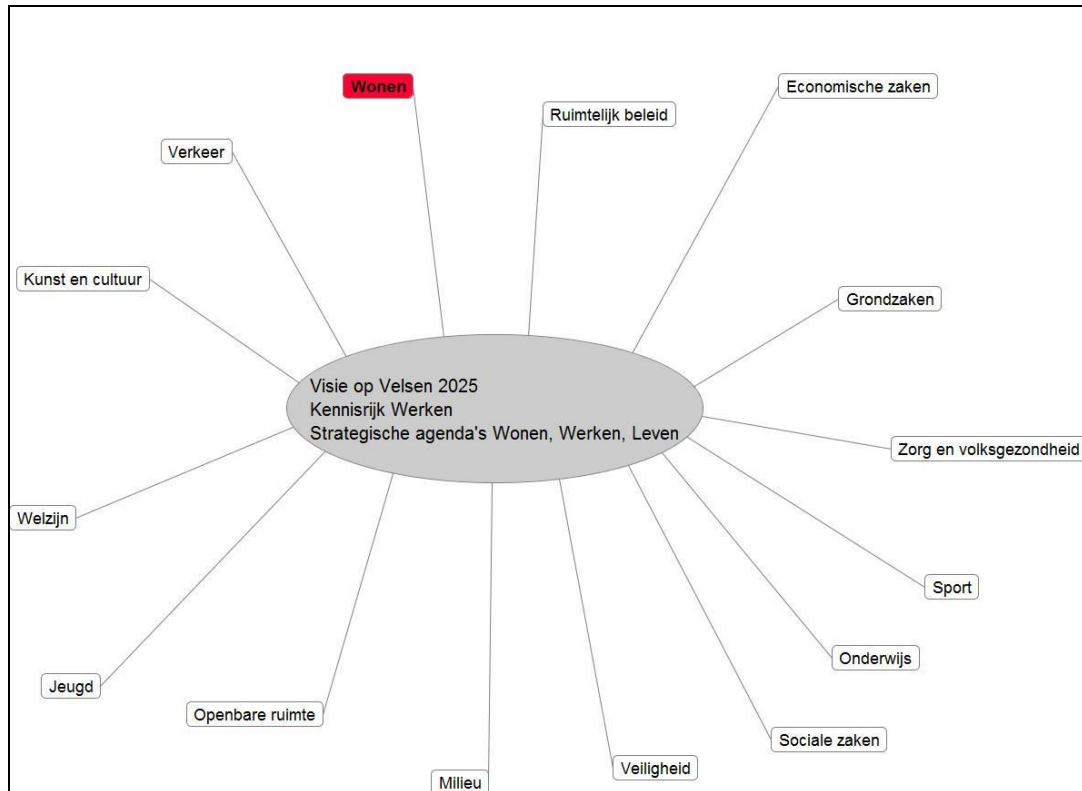 Wonen
Economische zaken
Ruimtelijk beleid
Verkeer
Kunst en cultuur
Grondzaken
Visie op Velsen 2025
Kennisrijk Werken
Strategische agenda's Wonen, Werken, Leven
Zorg en volksgezondheid
Welzijn
Sport
Onderwijs
Jeugd
Openbare ruimte
Sociale zaken
Veiligheid
Milieu